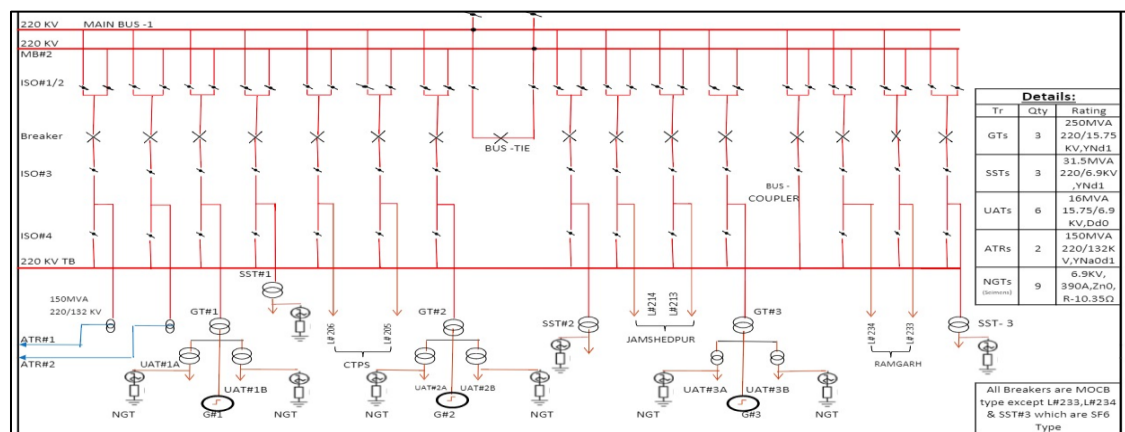 220 KV MAIN BUS -1
220 KV
MB#2
ISO#1/2
Breaker
BUS -TIE
ISO#3
BUS -
COUPLER
ISO#4
220 KV TB
SST#1
150MVA
220/132 KV
GT#1
GT#2
GT#3
SST#2
SST- 3
L#206
L#205
L#214
L#213
L#234
L#233
ATR#1
ATR#2
CTPS
JAMSHEDPUR
RAMGARH
UAT#1A
UAT#1B
UAT#2A
UAT#2B
UAT#3A
UAT#3B
NGT
G#1
NGT
NGT
G#2
NGT
NGT
G#3
NGT
Details:
Tr Qty Rating
GTs 3 250MVA
220/15.75
KV,YNd1
SSTs 3 31.5MVA
220/6.9KV
,YNd1
UATs 6 16MVA
15.75/6.9
KV,Dd0
ATRs 2 150MVA
220/132K
V,YNa0d1
NGTs 9 6.9KV,
(Seimens) 390A,Zn0,
R-10.35Ω
All Breakers are MOCB
type except L#233,L#234
& SST#3 which are SF6
Type